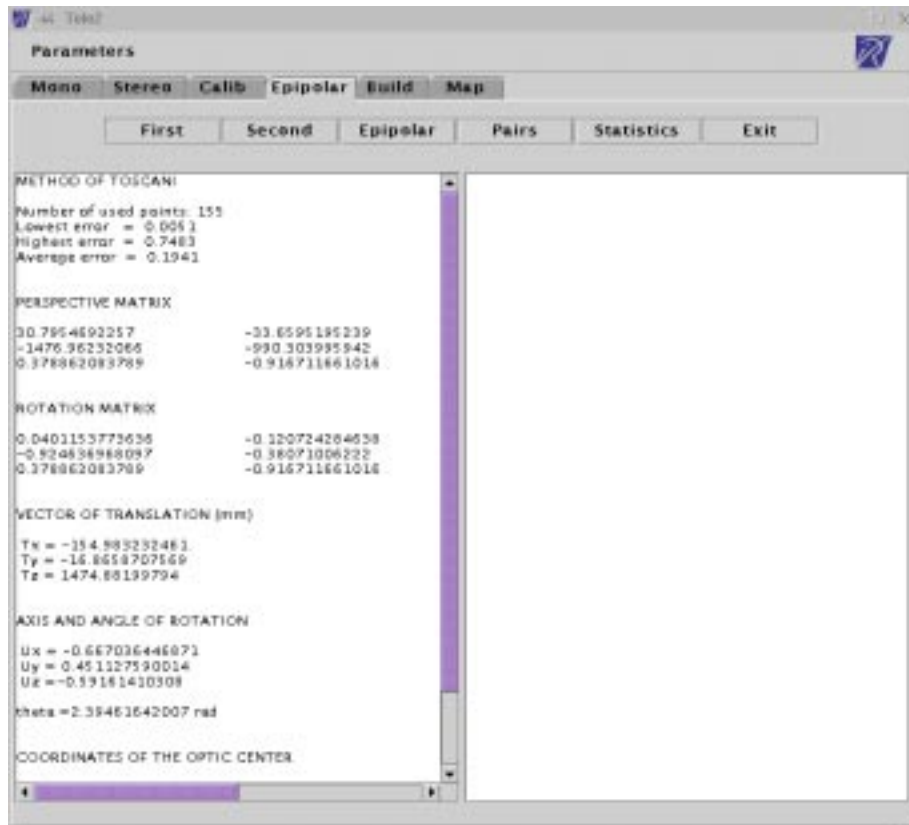 Tele2
Parameters
Mono Stereo Calib Epipolar Build Map
First Second Epipolar Pairs Statistics Exit
METHOD OF TOSCANI
Number of used points: 155
Lowest error = 0.0051
Highest error = 0.7483
Average error = 0.1941
PERSPECTIVE MATRIX
30.7954692257 -33.6595195239
-1476.96232066 -990.303995942
0.378862083789 -0.916711661016
ROTATION MATRIX
0.0401153773636 -0.120724284638
-0.924636968097 -0.38071006222
0.378862083789 -0.916711661016
VECTOR OF TRANSLATION (mm)
Tx = -154.983232461
Ty = -16.8658707569
Tz = 1474.88199794
AXIS AND ANGLE OF ROTATION
Ux = -0.667036446871
Uy = 0.451127590014
Uz =-0.59161410308
theta =2.39461642007 rad
COORDINATES OF THE OPTIC CENTER